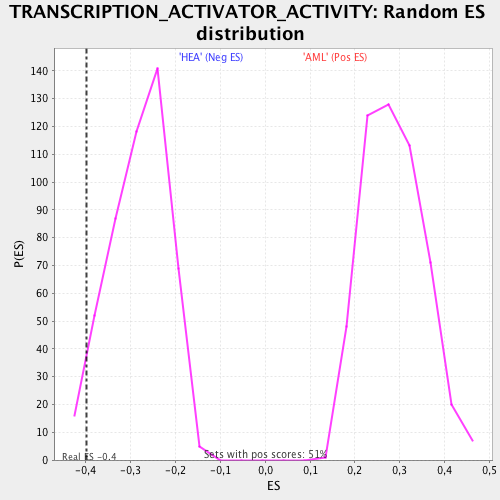 TRANSCRIPTION_ACTIVATOR_ACTIVITY: Random ES
distribution
'HEA' (Neg ES) 'AML' (Pos ES)
P(ES)
140
130
120
110
100
90
80
70
60
50
40
30
20
10
0
Real ES -0.4 Sets with pos scores: 51%
-0,4 -0,3 -0,2 -0,1 0,0 0,1 0,2 0,3 0,4 0,5
ES